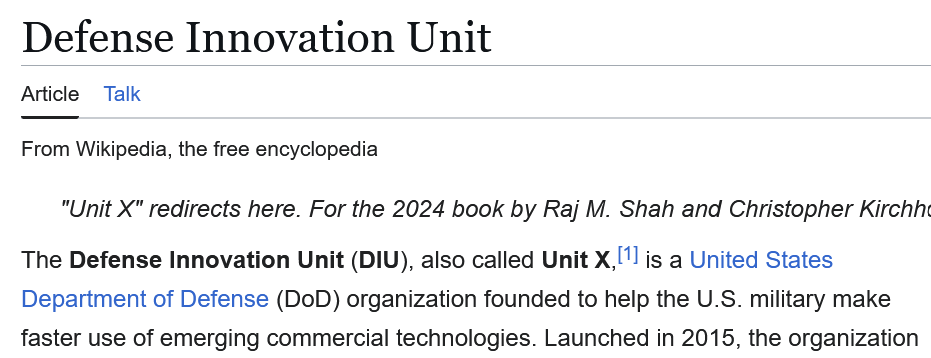 Defense Innovation Unit
Article Talk
From Wikipedia, the free encyclopedia
"Unit X" redirects here. For the 2024 book by Raj M. Shah and Christopher
The Defense Innovation Unit (DIU), also called Unit X,[1] is a United States
Department of Defense (DoD) organization founded to help the U.S. military make
faster use of emerging commercial technologies. Launched in 2015, the organization